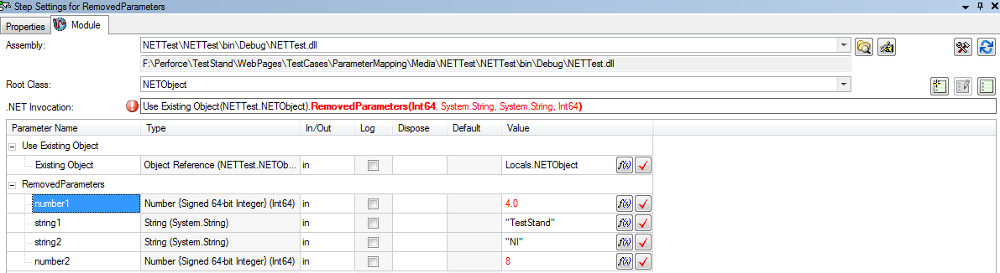 Step Settings for RemovedParameters
Properties Module
Assembly: NETTest\NETTest\bin\Debug\NETTest.dll
F:\Perforce\TestStand\WebPages\TestCases\ParameterMapping\Media\NETTest\NETTest\bin\Debug\NETTest.dll
Root Class: NETObject
.NET Invocation: Use Existing Object(NETTest.NETObject).RemovedParameters(Int64, System.String, System.String, Int64)
Parameter Name Type In/Out Log Dispose Default Value
Use Existing Object
Existing Object Object Reference (NETTest.NETOb... in Locals.NETObject f(x)
RemovedParameters
number1 Number {Signed 64-bit Integer} (Int64) in 4.0 f(x)
string1 String (System.String) in "TestStand" f(x)
string2 String (System.String) in "NI" f(x)
number2 Number {Signed 64-bit Integer} (Int64) in 8 f(x)